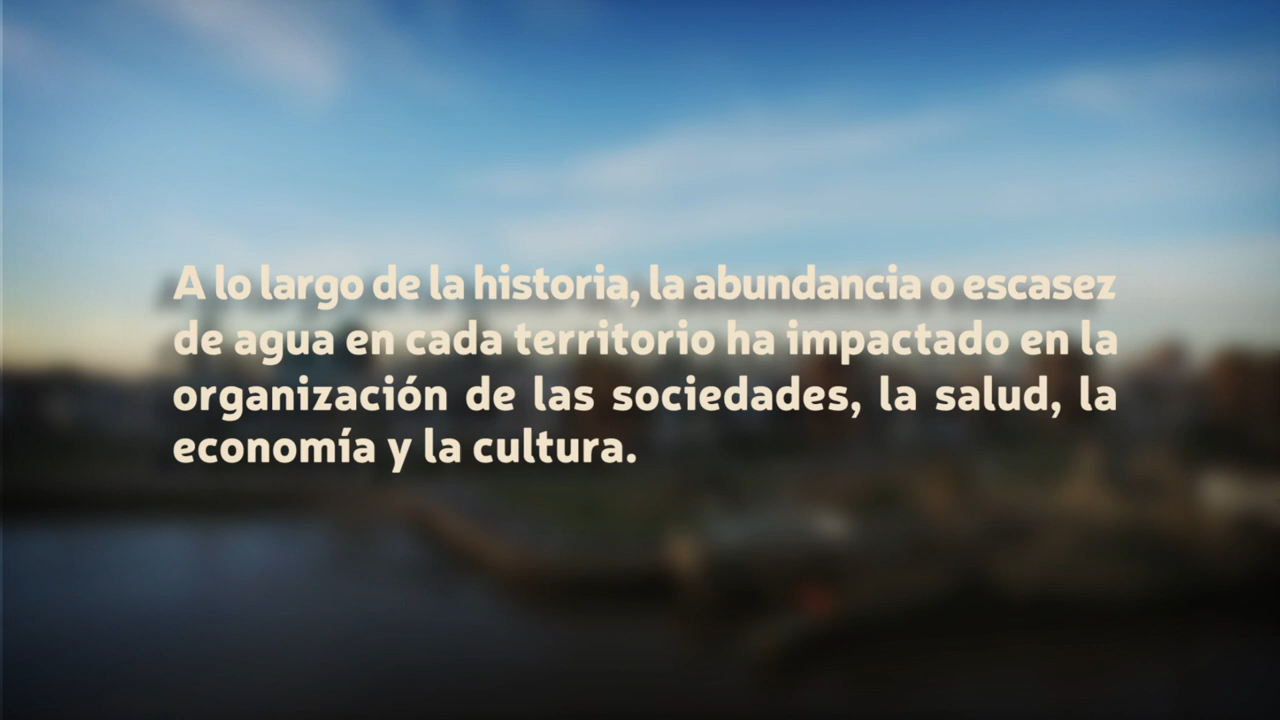 A lo largo de la historia, la abundancia o escasez
de agua en cada territorio ha impactado en la
organización de las sociedades, la salud, la
economía y la cultura.